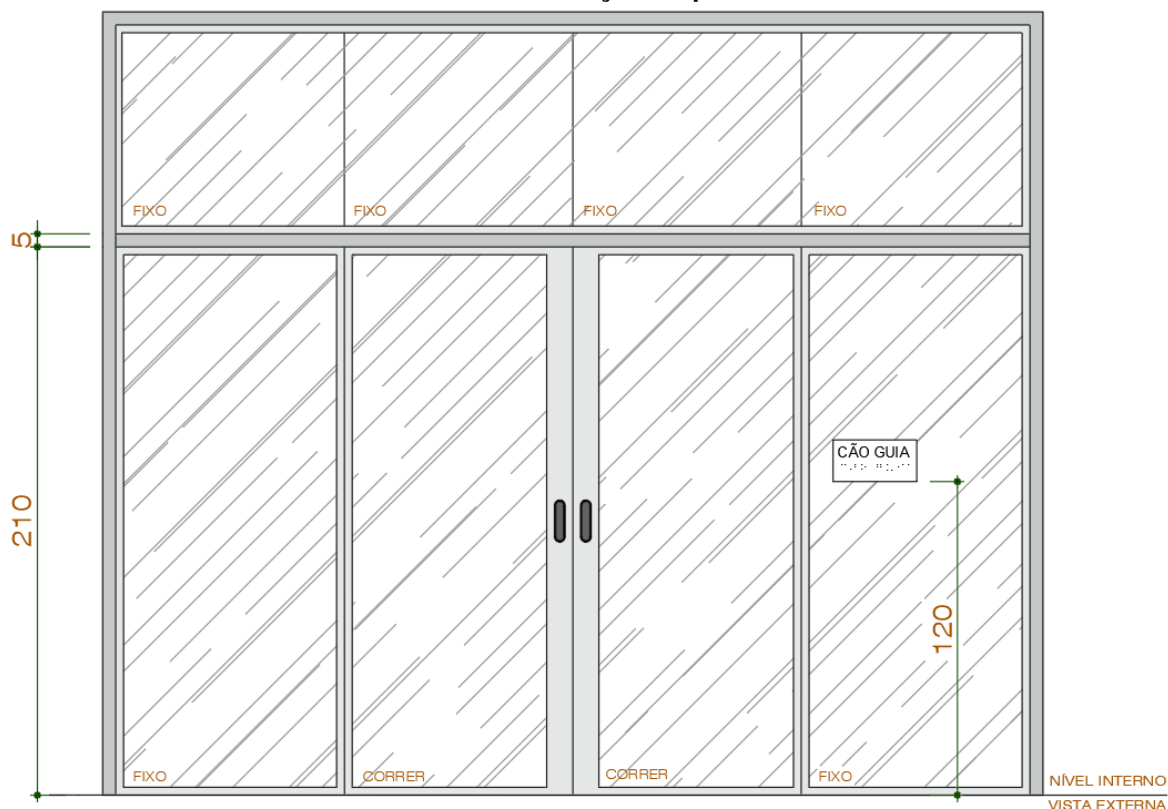 FIXO FIXO FIXO FIXO
5
CÃO GUIA
210
120
FIXO CORRER CORRER FIXO
NÍVEL INTERNO
VISTA EXTERNA